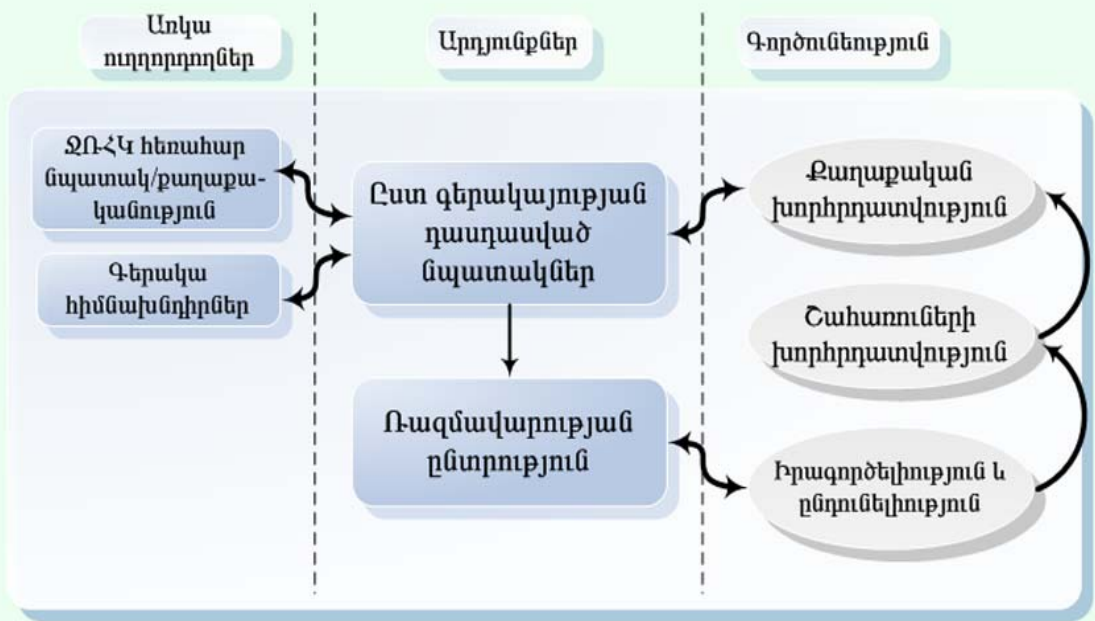 Առկա
ուղղորդողներ
Արդյունքներ
Գործունեություն
ՋՌՀԿ հեռահար
նպատակ/քաղաքա-
կանություն
Գերակա
հիմնախնդիրներ
Ըստ գերակայության
դասդասված
նպատակներ
Ռազմավարության
ընտրություն
Քաղաքական
խորհրդատվություն
Շահառուների
խորհրդատվություն
Իրագործելիություն և
ընդունելիություն